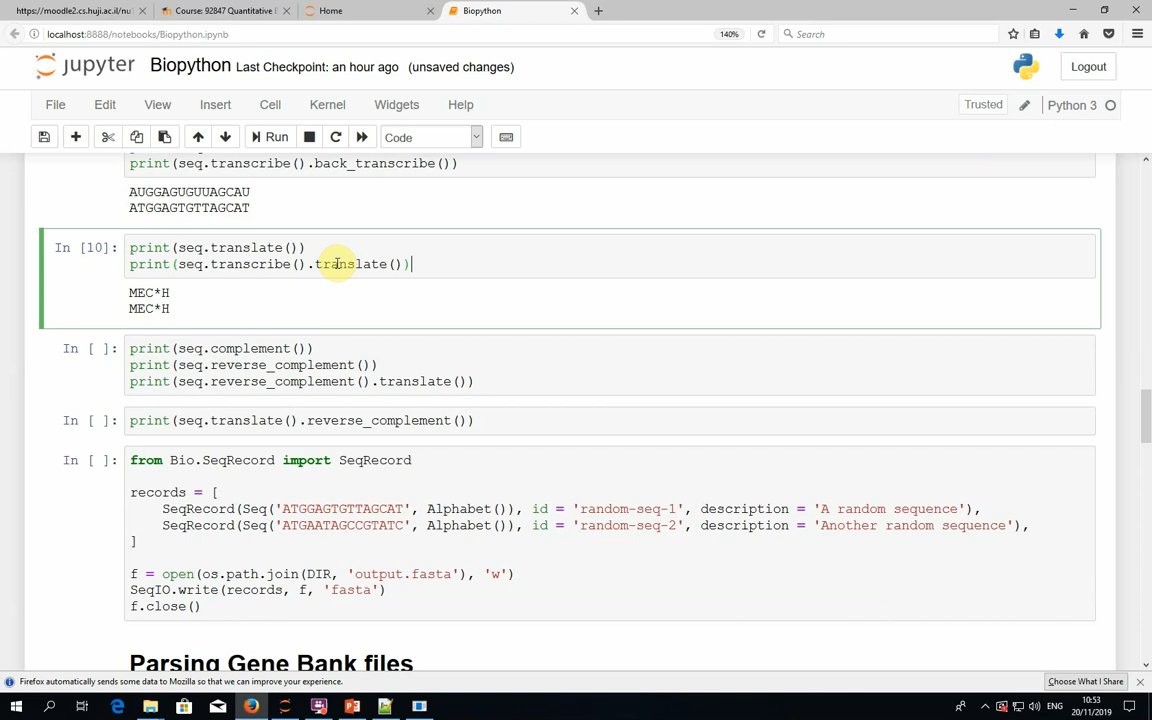 https://moodle2.cs.huji.ac.il/nu
Course: 92847 Quantitative
Home
Biopython
localhost:8888/notebooks/Biopython.ipynb
140%
Search
jupyter Biopython Last Checkpoint: an hour ago (unsaved changes)
Logout
File Edit View Insert Cell Kernel Widgets Help
Trusted
Python 3
Run
Code
print(seq.transcribe().back_transcribe())
AUGGAGUGUUAGCAU
ATGGAGTGTTAGCAT
In [10]: print(seq.translate())
print(seq.transcribe().translate())
MEC*H
MEC*H
In [ ]: print(seq.complement())
print(seq.reverse_complement())
print(seq.reverse_complement().translate())
In [ ]: print(seq.translate().reverse_complement())
In [ ]: from Bio.SeqRecord import SeqRecord
records = [
SeqRecord(Seq('ATGGAGTGTTAGCAT', Alphabet()), id = 'random-seq-1', description = 'A random sequence'),
SeqRecord(Seq('ATGAATAGCCGTATC', Alphabet()), id = 'random-seq-2', description = 'Another random sequence'),
]
f = open(os.path.join(DIR, 'output.fasta'), 'w')
SeqIO.write(records, f, 'fasta')
f.close()
Parsing Gene Bank files
Firefox automatically sends some data to Mozilla so that we can improve your experience.
Choose What I Share
ENG
10:53
20/11/2019